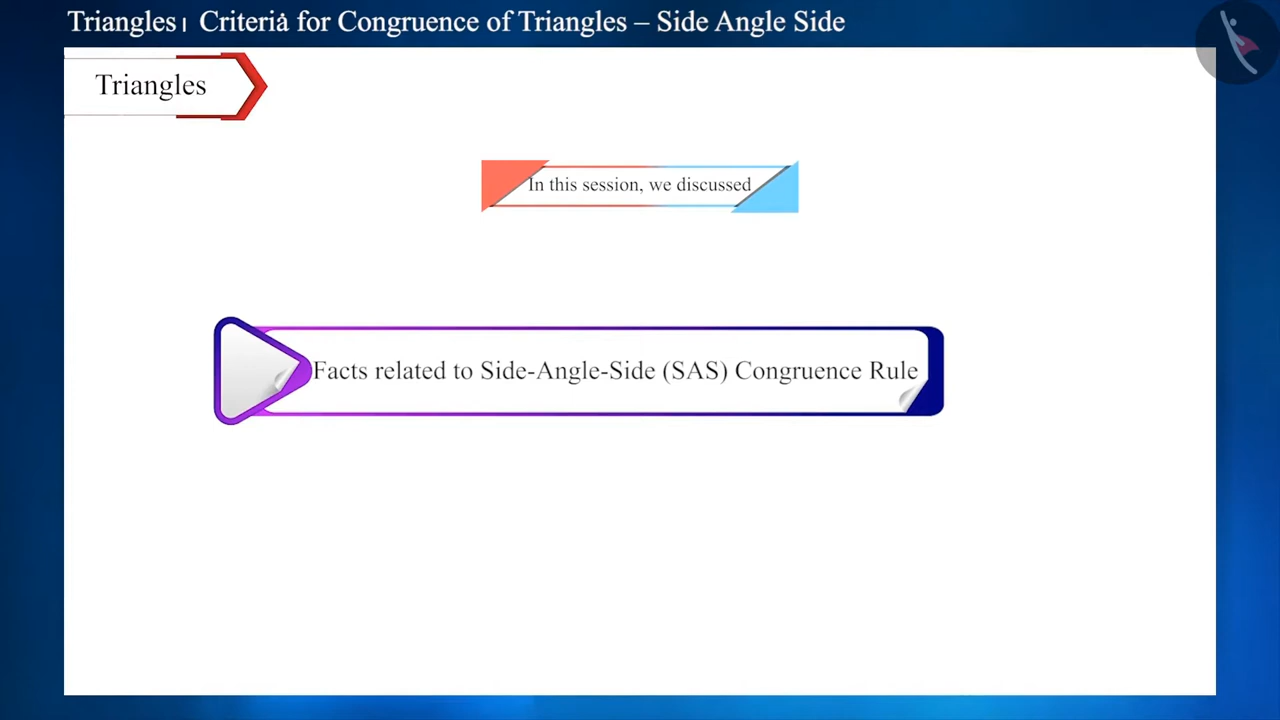 Triangles। Criteria for Congruence of Triangles – Side Angle Side
Triangles
In this session, we discussed
Facts related to Side-Angle-Side (SAS) Congruence Rule